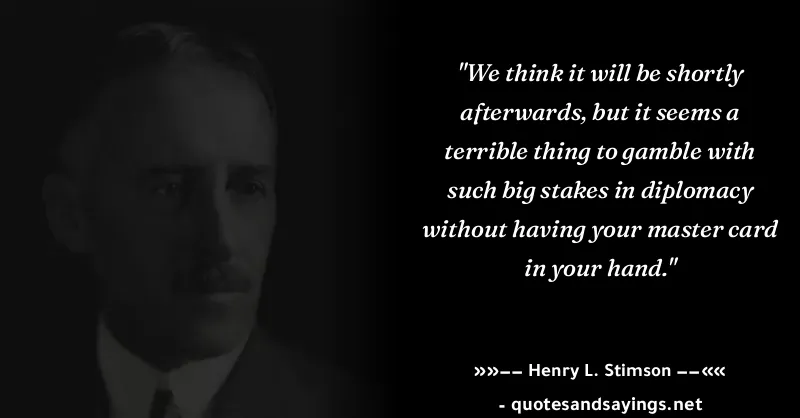 "We think it will be shortly
afterwards, but it seems a
terrible thing to gamble with
such big stakes in diplomacy
without having your master card
in your hand."
»»–– Henry L. Stimson ––««
- quotesandsayings.net